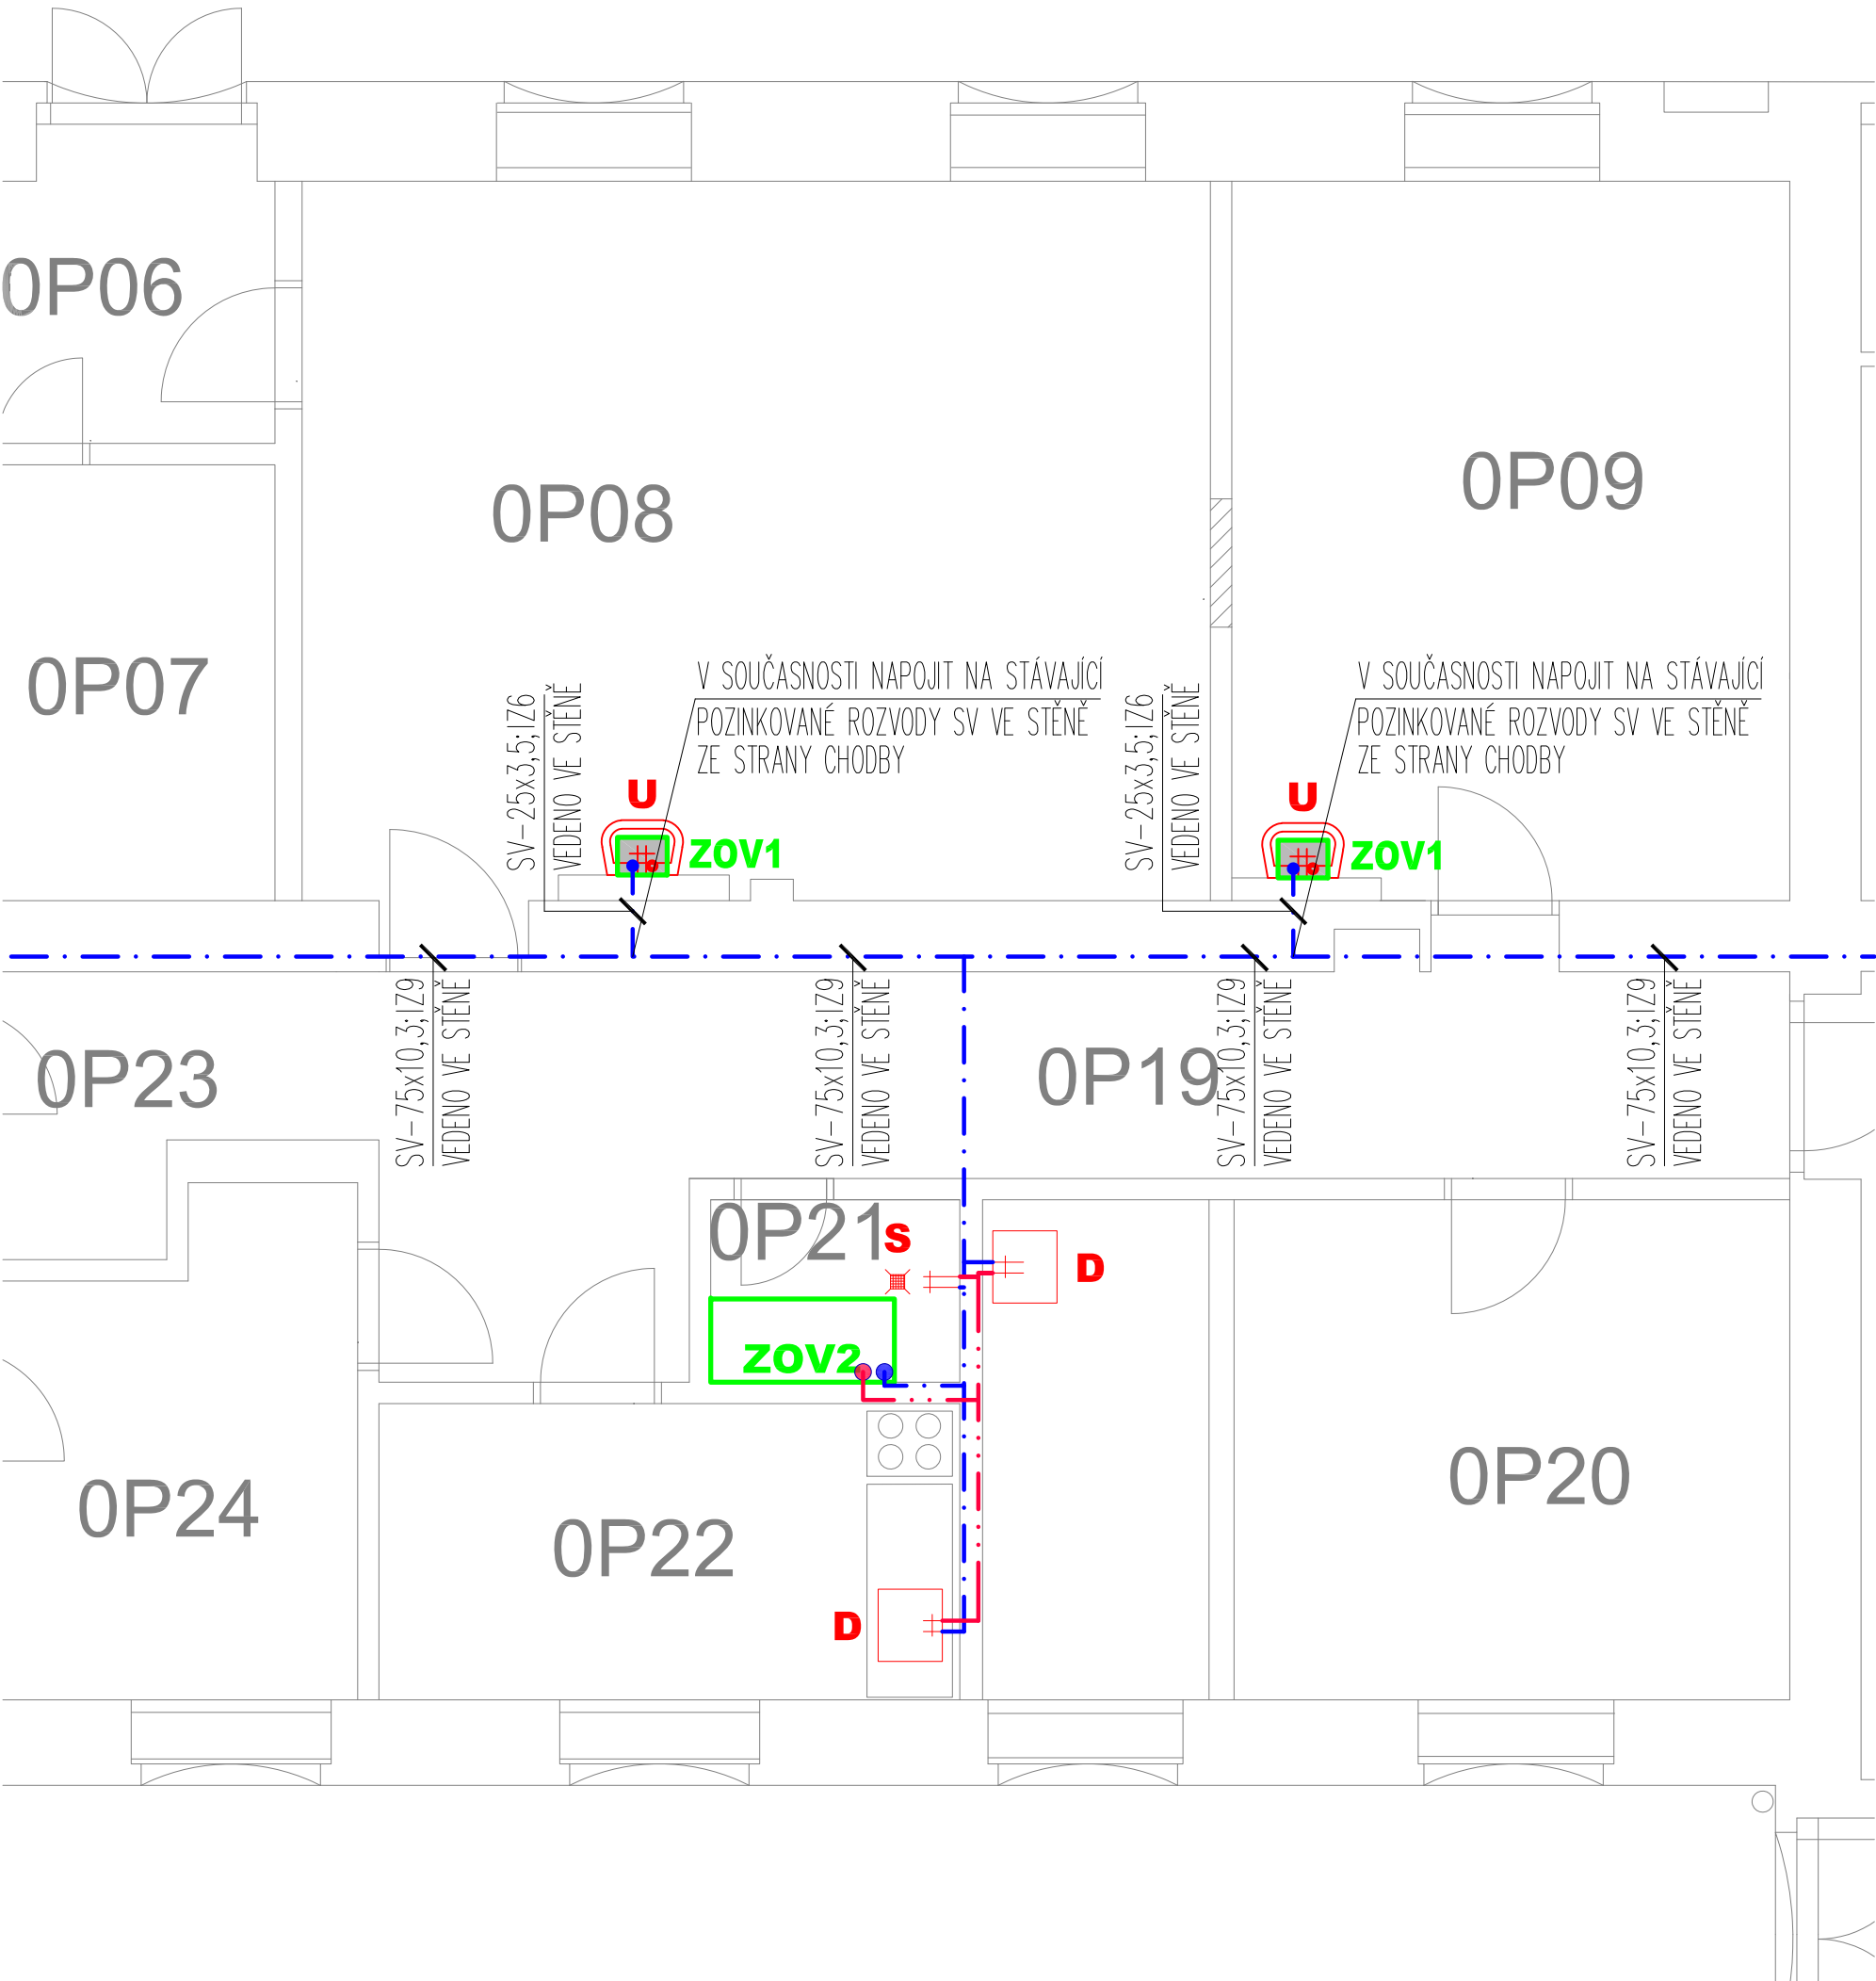 0P06
0P08
0P09
0P07
V SOUČASNOSTI NAPOJIT NA STÁVAJÍCÍ
POZINKOVANÉ ROZVODY SV VE STĚNĚ
ZE STRANY CHODBY
V SOUČASNOSTI NAPOJIT NA STÁVAJÍCÍ
POZINKOVANÉ ROZVODY SV VE STĚNĚ
ZE STRANY CHODBY
SV-25x3,5;IZ6
VEDENO VE STĚNĚ
SV-25x3,5;IZ6
VEDENO VE STĚNĚ
U
ZOV1
U
ZOV1
SV-75x10,3;IZ9
VEDENO VE STĚNĚ
SV-75x10,3;IZ9
VEDENO VE STĚNĚ
SV-75x10,3;IZ9
VEDENO VE STĚNĚ
SV-75x10,3;IZ9
VEDENO VE STĚNĚ
0P23
0P19
0P21
S
D
ZOV2
0P24
0P22
0P20
D